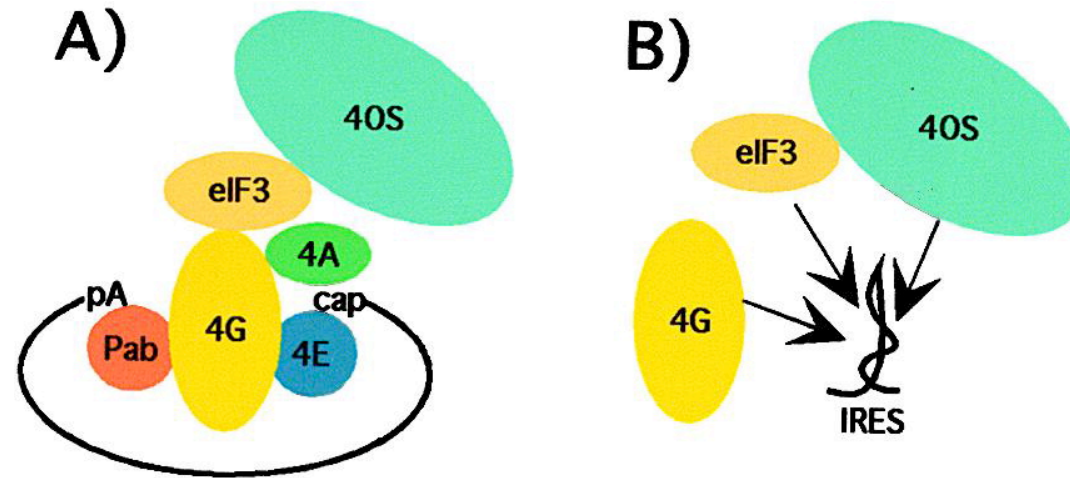 A)
40S
eIF3
4A
pA
cap
Pab
4G
4E
B)
40S
eIF3
4G
IRES